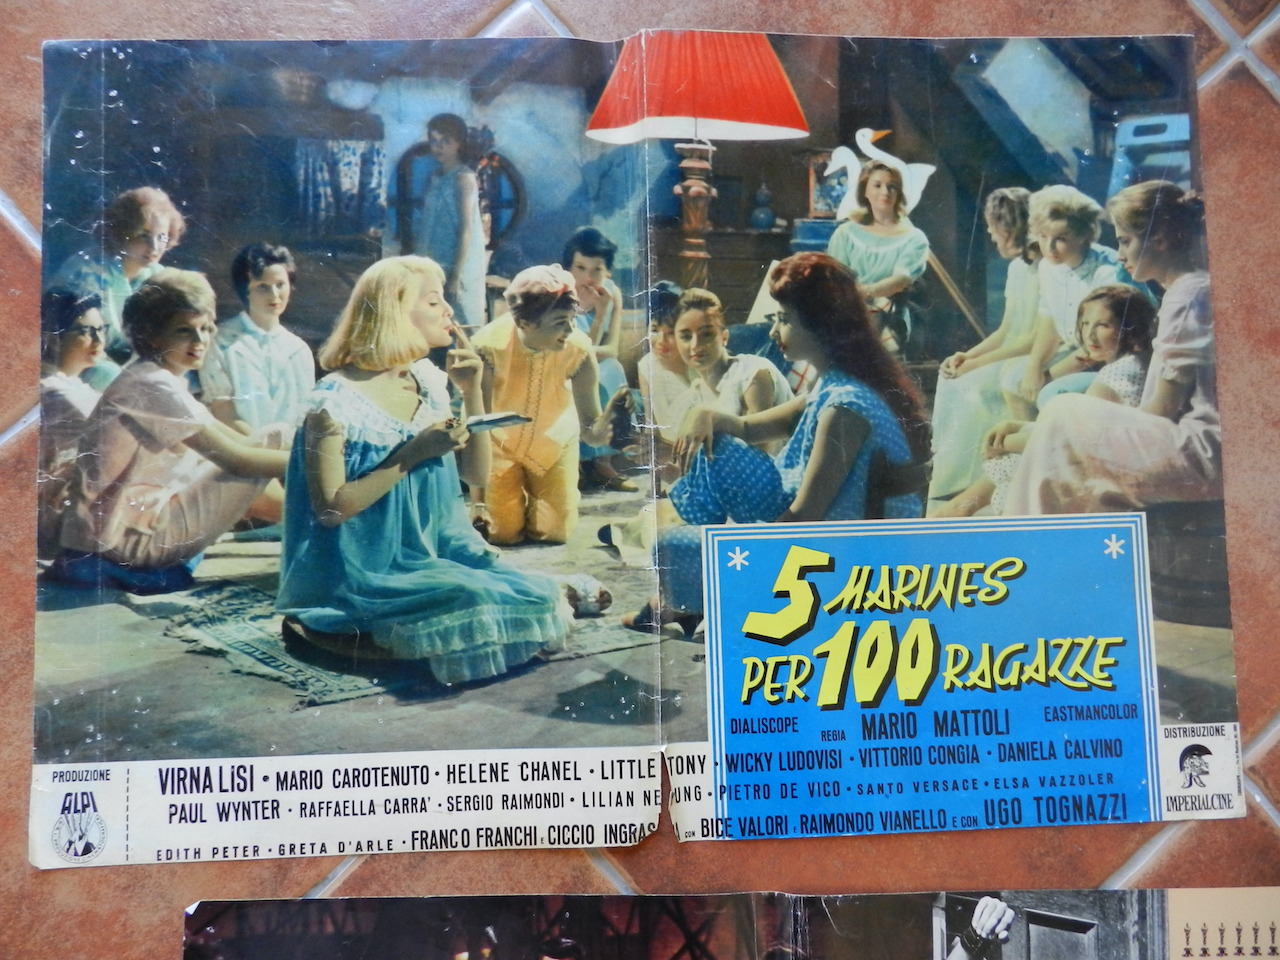 5 MARINES
PER 100 RAGAZZE
DIALISCOPE REGIA MARIO MATTOLI EASTMANCOLOR
PRODUZIONE
ALPI
VIRNA LISI • MARIO CAROTENUTO • HELENE CHANEL • LITTLE TONY • WICKY LUDOVISI • VITTORIO CONGIA • DANIELA CALVINO
PAUL WYNTER • RAFFAELLA CARRA' • SERGIO RAIMONDI • LILIAN NE UNG • PIETRO DE VICO • SANTO VERSACE • ELSA VAZZOLER
EDITH PETER • GRETA D'ARLE • FRANCO FRANCHI E CICCIO INGRAS A CON BICE VALORI E RAIMONDO VIANELLO E CON UGO TOGNAZZI
DISTRIBUZIONE
IMPERIALCINE